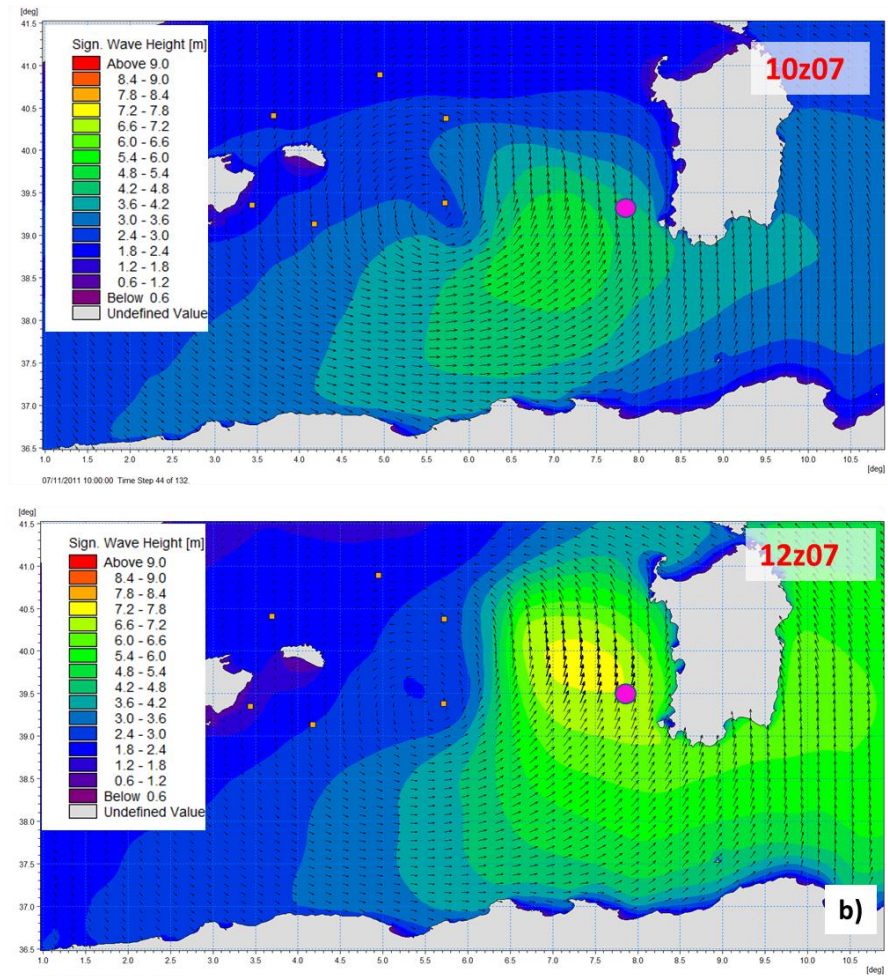 [deg]
41.5
41.0
40.5
40.0
39.5
39.0
38.5
38.0
37.5
37.0
36.5
Sign. Wave Height [m]
Above 9.0
8.4 - 9.0
7.8 - 8.4
7.2 - 7.8
6.6 - 7.2
6.0 - 6.6
5.4 - 6.0
4.8 - 5.4
4.2 - 4.8
3.6 - 4.2
3.0 - 3.6
2.4 - 3.0
1.8 - 2.4
1.2 - 1.8
0.6 - 1.2
Below 0.6
Undefined Value
10z07
1.0 1.5 2.0 2.5 3.0 3.5 4.0 4.5 5.0 5.5 6.0 6.5 7.0 7.5 8.0 8.5 9.0 9.5 10.0 10.5
[deg]
07/11/2011 10:00:00 Time Step 44 of 132.
[deg]
41.5
41.0
40.5
40.0
39.5
39.0
38.5
38.0
37.5
37.0
36.5
Sign. Wave Height [m]
Above 9.0
8.4 - 9.0
7.8 - 8.4
7.2 - 7.8
6.6 - 7.2
6.0 - 6.6
5.4 - 6.0
4.8 - 5.4
4.2 - 4.8
3.6 - 4.2
3.0 - 3.6
2.4 - 3.0
1.8 - 2.4
1.2 - 1.8
0.6 - 1.2
Below 0.6
Undefined Value
12z07
b)
1.0 1.5 2.0 2.5 3.0 3.5 4.0 4.5 5.0 5.5 6.0 6.5 7.0 7.5 8.0 8.5 9.0 9.5 10.0 10.5
[deg]